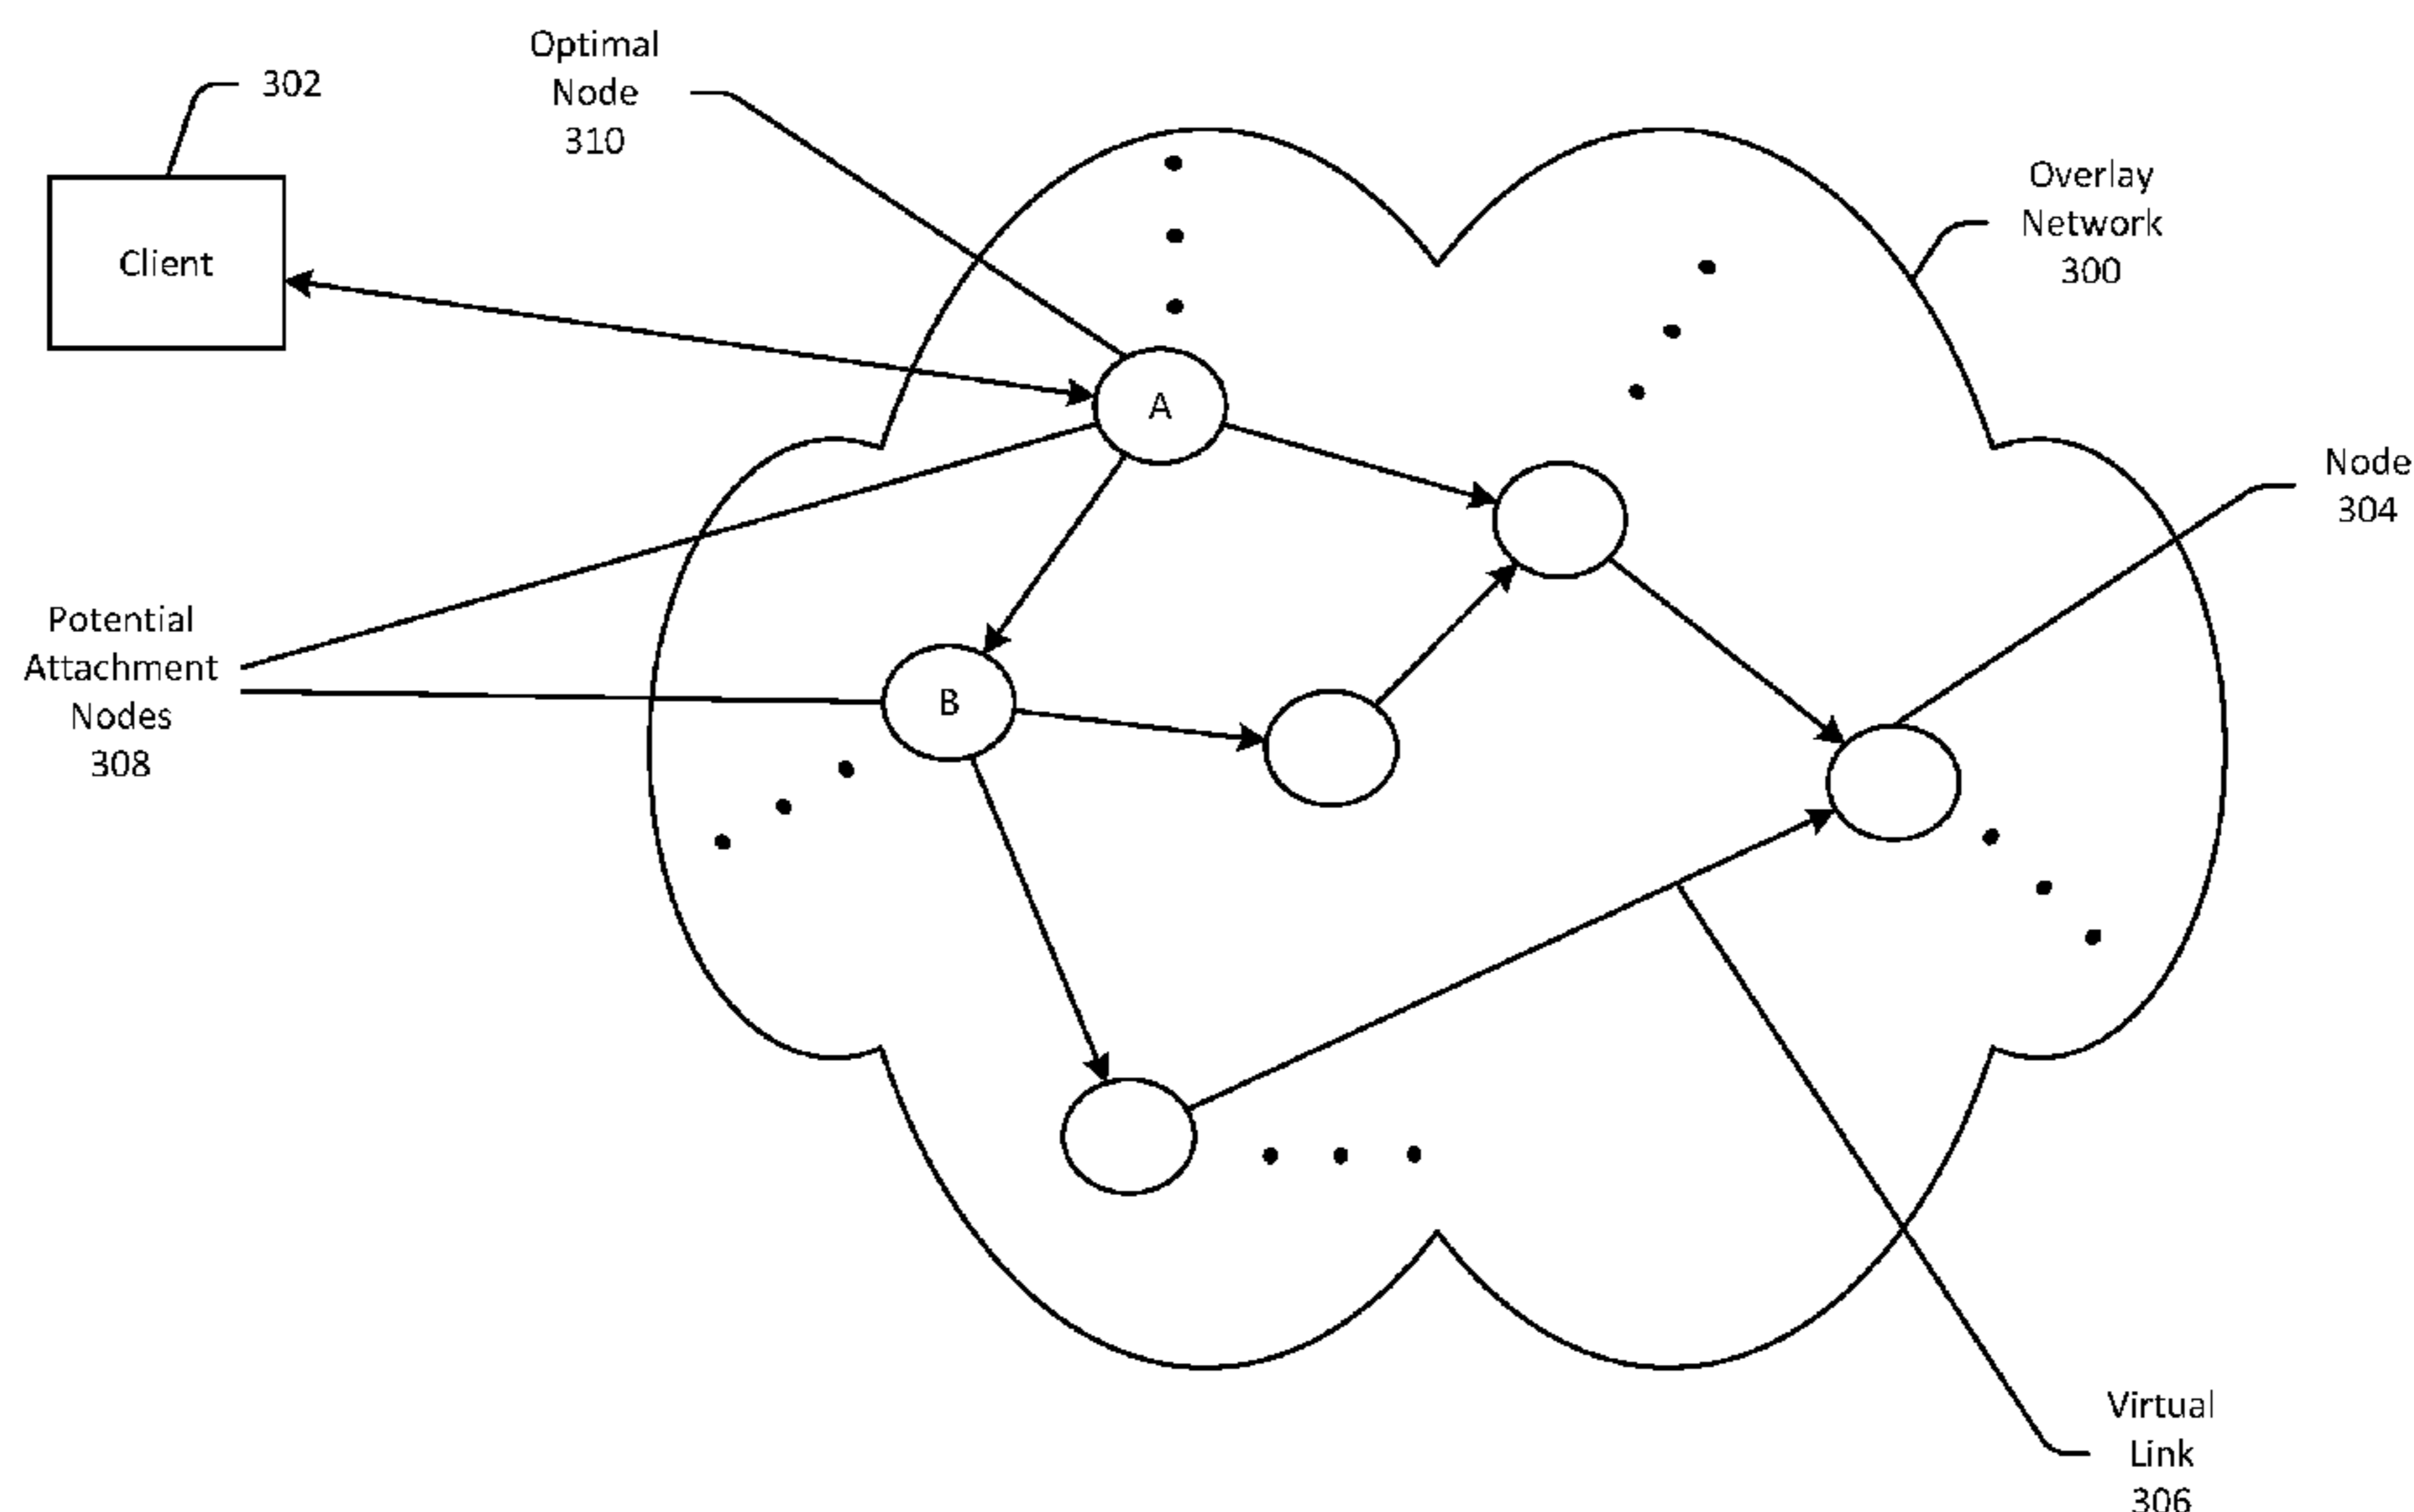 Optimal
Node
310
302
Client
Overlay
Network
300
A
Node
304
Potential
Attachment
Nodes
308
B
Virtual
Link
306